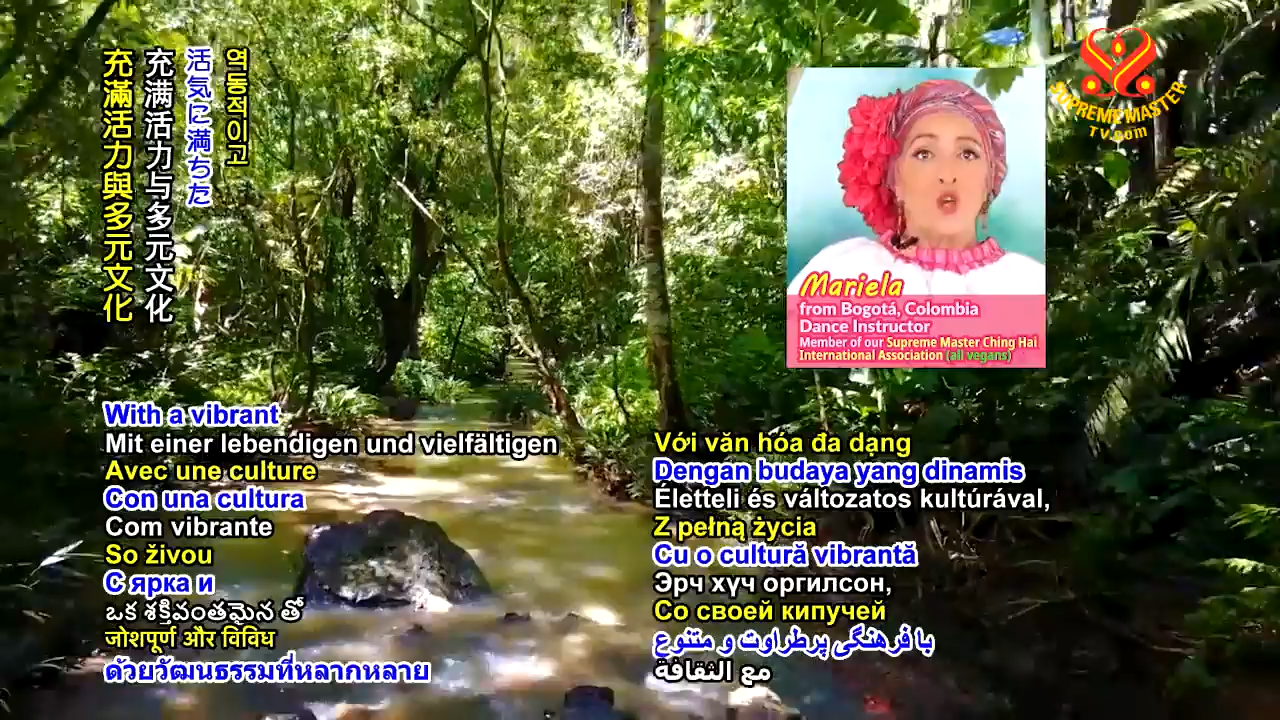 역동적이고
活気に満ちた
充满活力与多元文化
充滿活力與多元文化
SUPREME MASTER
TV.com
Mariela
from Bogotá, Colombia
Dance Instructor
Member of our Supreme Master Ching Hai
International Association (all vegans)
With a vibrant
Mit einer lebendigen und vielfältigen
Avec une culture
Con una cultura
Com vibrante
So živou
С ярка и
ఒక శక్తివంతమైన తో
जोशपूर्ण और विविध
ด้วยวัฒนธรรมที่หลากหลาย
Với văn hóa đa dạng
Dengan budaya yang dinamis
Életteli és változatos kultúrával,
Z pełną życia
Cu o cultură vibrantă
Эрч хүч оргилсон,
Со своей кипучей
با فرهنگی پرطراوت و متنوع
مع الثقافة